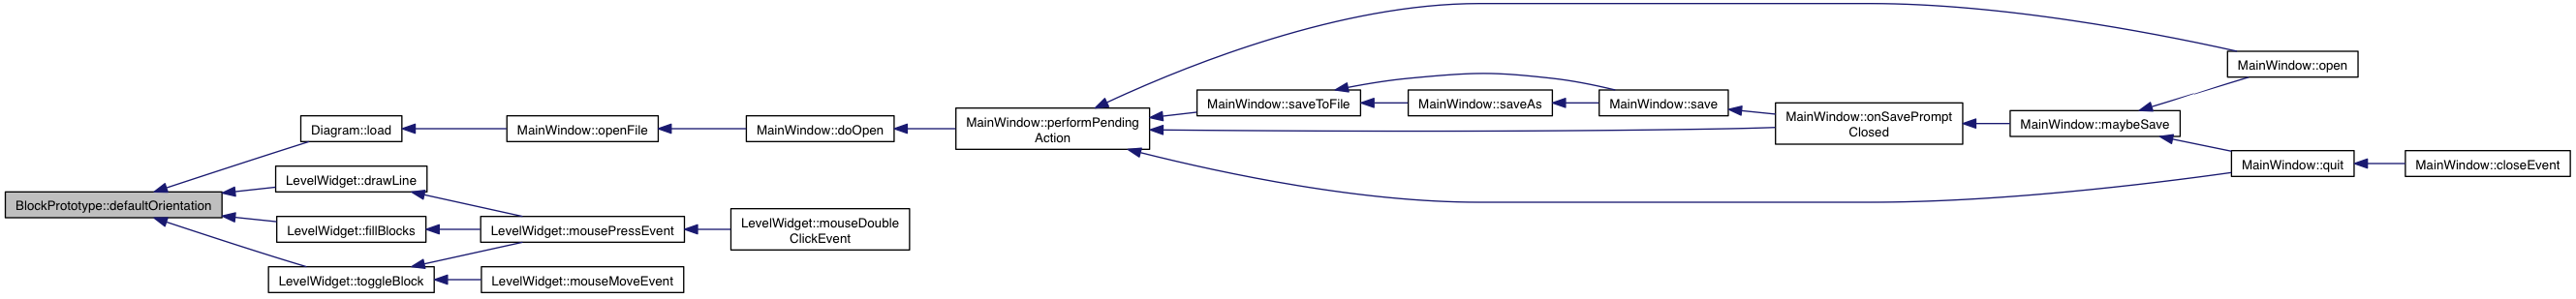 BlockPrototype::defaultOrientation
Diagram::load
LevelWidget::drawLine
LevelWidget::fillBlocks
LevelWidget::toggleBlock
MainWindow::openFile
LevelWidget::mousePressEvent
LevelWidget::mouseMoveEvent
MainWindow::doOpen
LevelWidget::mouseDouble
ClickEvent
MainWindow::performPending
Action
MainWindow::saveToFile
MainWindow::saveAs
MainWindow::save
MainWindow::onSavePrompt
Closed
MainWindow::maybeSave
MainWindow::open
MainWindow::quit
MainWindow::closeEvent